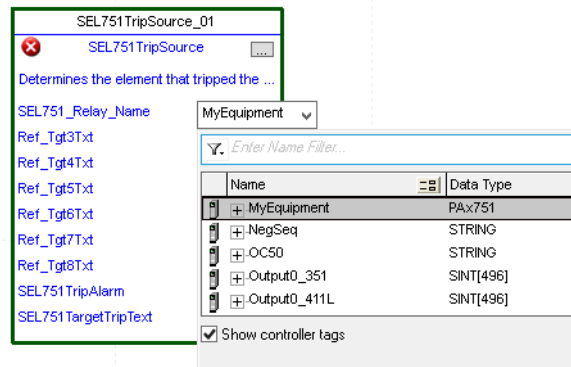 SEL751TripSource_01
SEL751TripSource ...
Determines the element that tripped the ...
SEL751_Relay_Name
MyEquipment
Ref_Tgt3Txt
Ref_Tgt4Txt
Ref_Tgt5Txt
Ref_Tgt6Txt
Ref_Tgt7Txt
Ref_Tgt8Txt
SEL751TripAlarm
SEL751TargetTripText
Enter Name Filter...
Name Data Type
MyEquipment PAx751
NegSeq STRING
OC50 STRING
Output0_351 SINT[496]
Output0_411L SINT[496]
Show controller tags